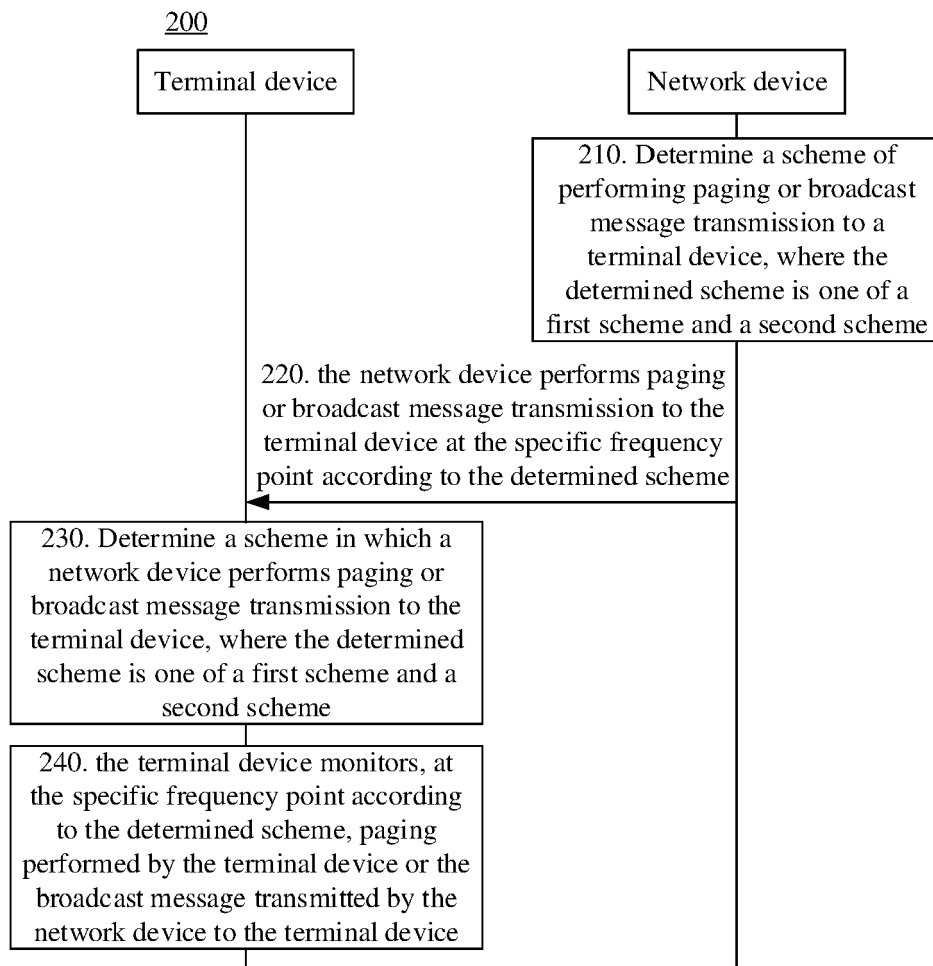 200
Terminal device
Network device
210. Determine a scheme of
performing paging or broadcast
message transmission to a
terminal device, where the
determined scheme is one of a
first scheme and a second scheme
220. the network device performs paging
or broadcast message transmission to the
terminal device at the specific frequency
point according to the determined scheme
230. Determine a scheme in which a
network device performs paging or
broadcast message transmission to the
terminal device, where the determined
scheme is one of a first scheme and a
second scheme
240. the terminal device monitors, at
the specific frequency point according
to the determined scheme, paging
performed by the terminal device or the
broadcast message transmitted by the
network device to the terminal device